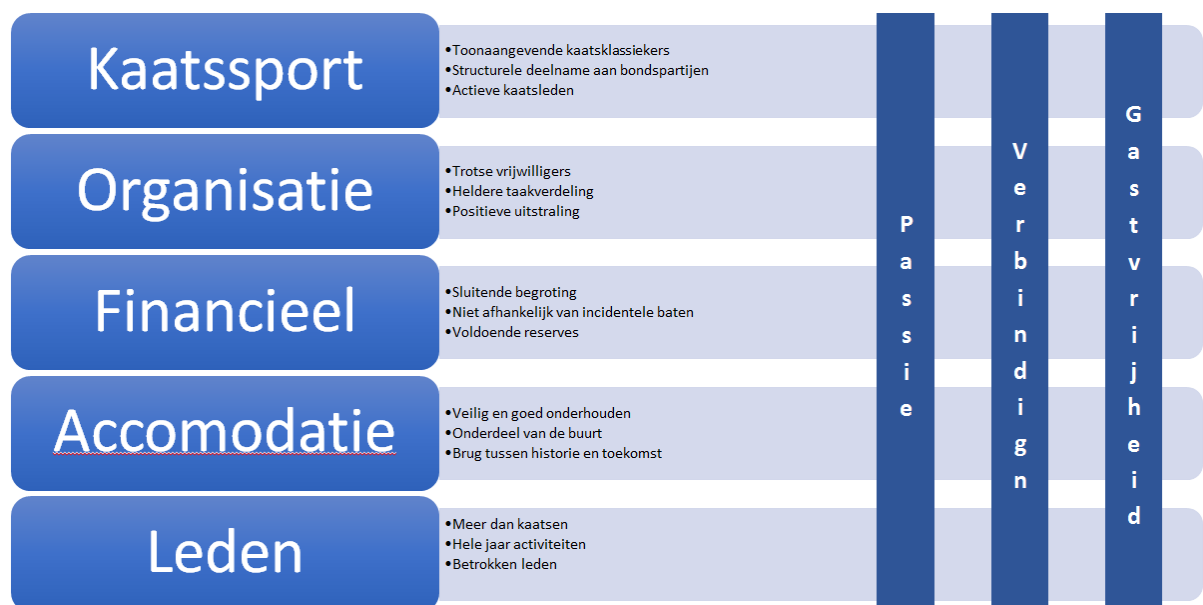 Kaatssport
•Toonaangevende kaatsklassiekers
•Structurele deelname aan bondspartijen
•Actieve kaatsleden
Organisatie
•Trotse vrijwilligers
•Heldere taakverdeling
•Positieve uitstraling
Financieel
•Sluitende begroting
•Niet afhankelijk van incidentele baten
•Voldoende reserves
Accomodatie
•Veilig en goed onderhouden
•Onderdeel van de buurt
•Brug tussen historie en toekomst
Leden
•Meer dan kaatsen
•Hele jaar activiteiten
•Betrokken leden
Passie
Verbindign
Gastvrijheid